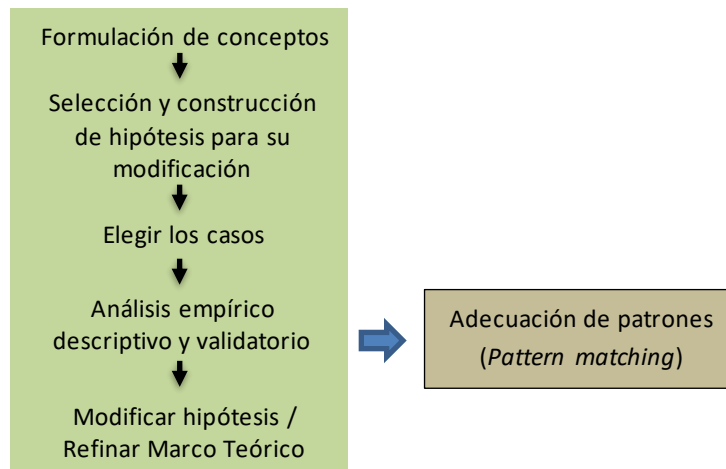 Formulación de conceptos
Selección y construcción
de hipótesis para su
modificación
Elegir los casos
Análisis empírico
descriptivo y validatorio
Modificar hipótesis /
Refinar Marco Teórico
Adecuación de patrones
(Pattern matching)